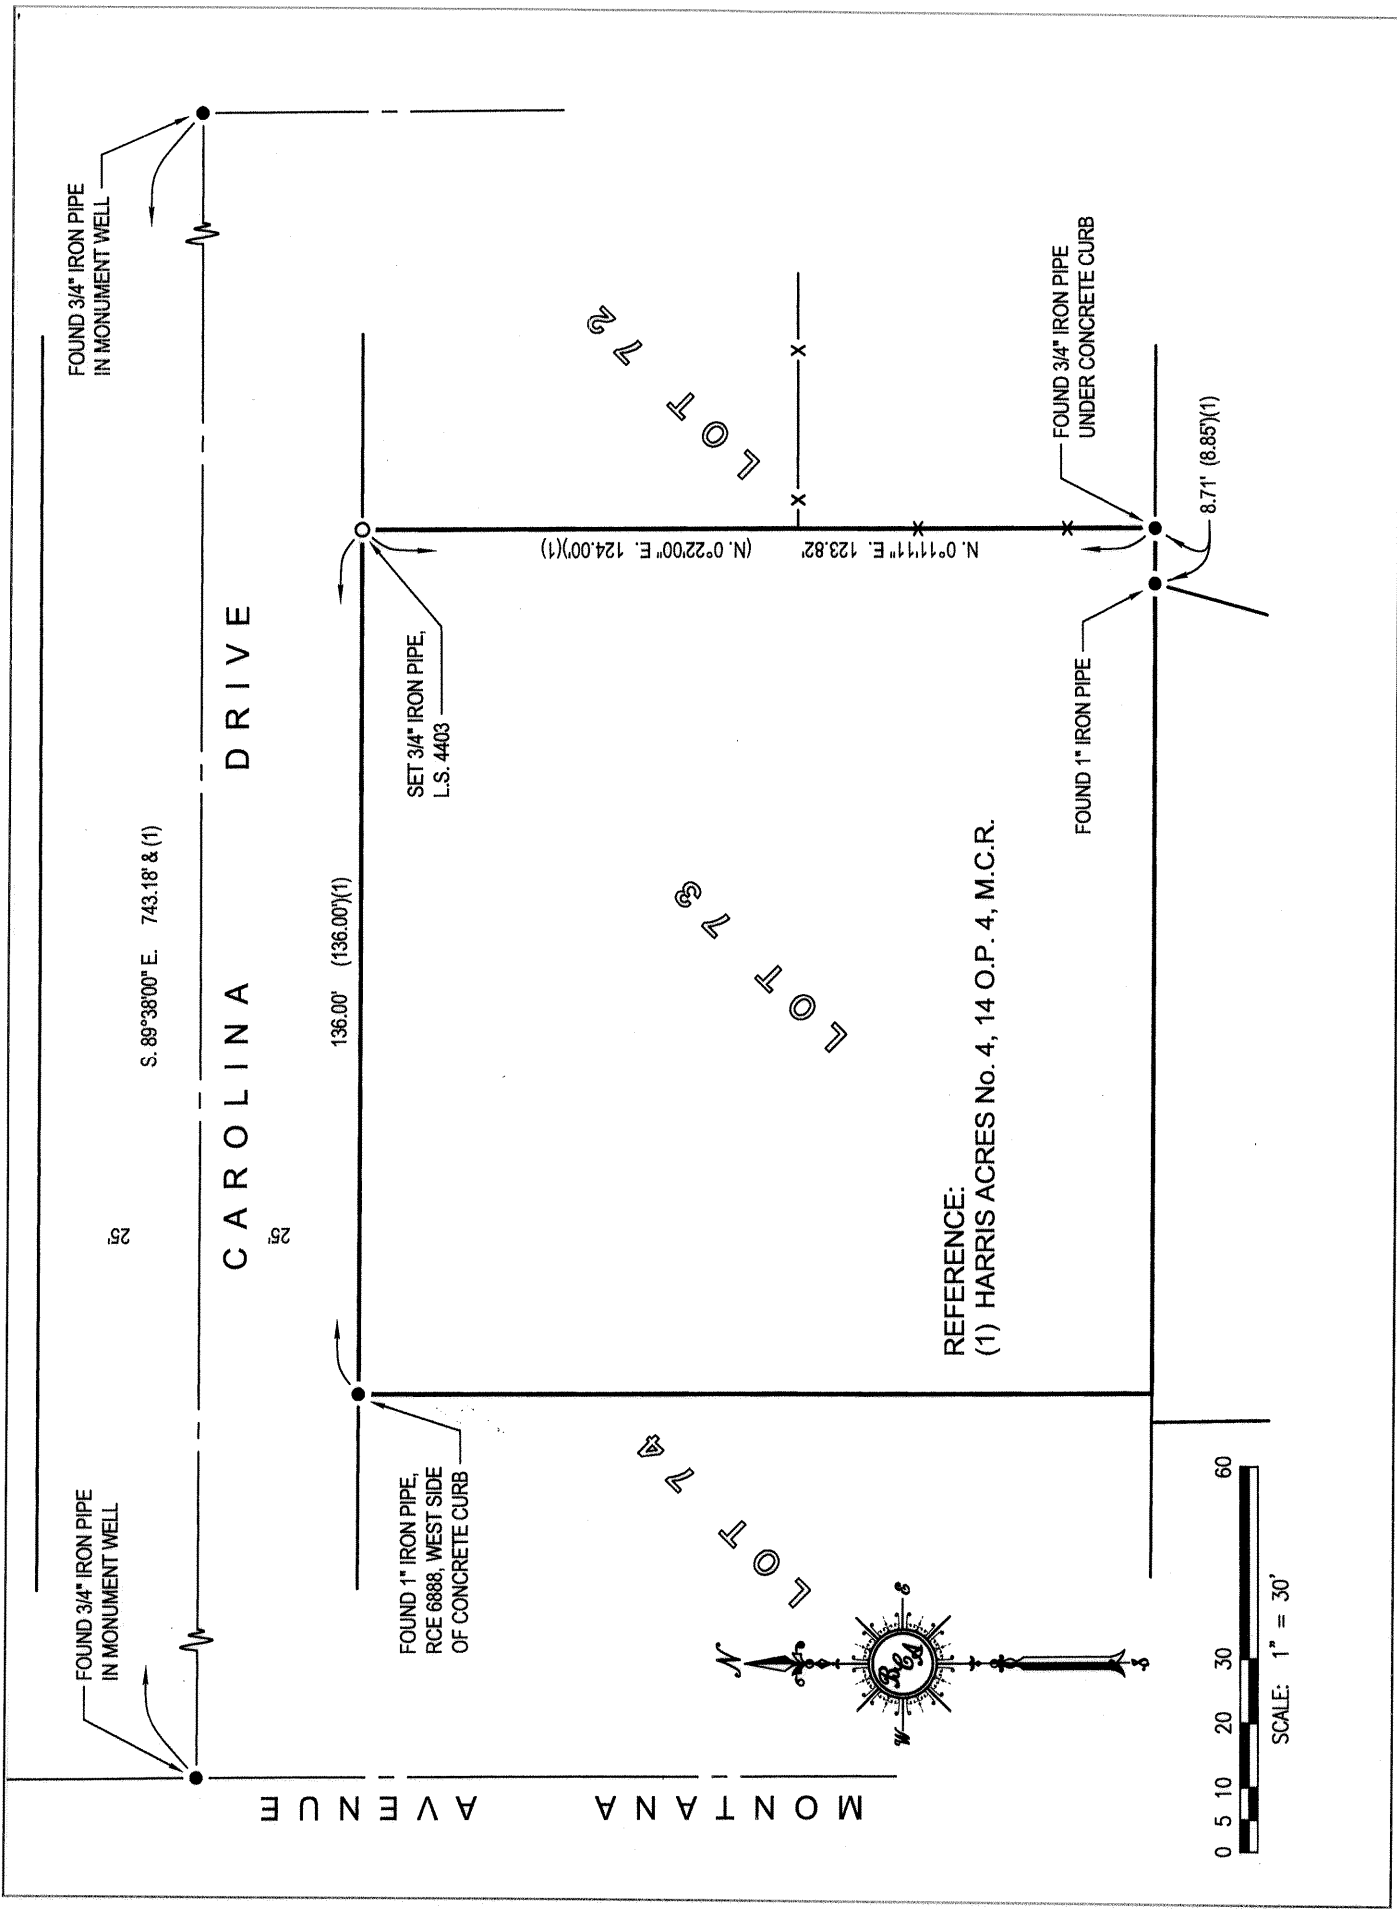 FOUND 3/4" IRON PIPE
IN MONUMENT WELL
FOUND 3/4" IRON PIPE
IN MONUMENT WELL
S. 89°38'00" E. 743.18' & (1)
25'
CAROLINA DRIVE
25'
136.00' (136.00')(1)
FOUND 1" IRON PIPE,
RCE 6888, WEST SIDE
OF CONCRETE CURB
SET 3/4" IRON PIPE,
L.S. 4403
MONTANA AVENUE
LOT 74
LOT 73
LOT 72
(N. 0°22'00" E. 124.00')(1)
N. 0°11'11" E. 123.82'
N
W
E
S
BCA
REFERENCE:
(1) HARRIS ACRES No. 4, 14 O.P. 4, M.C.R.
FOUND 1" IRON PIPE
FOUND 3/4" IRON PIPE
UNDER CONCRETE CURB
8.71' (8.85')(1)
0 5 10 20 30 60
SCALE: 1" = 30'